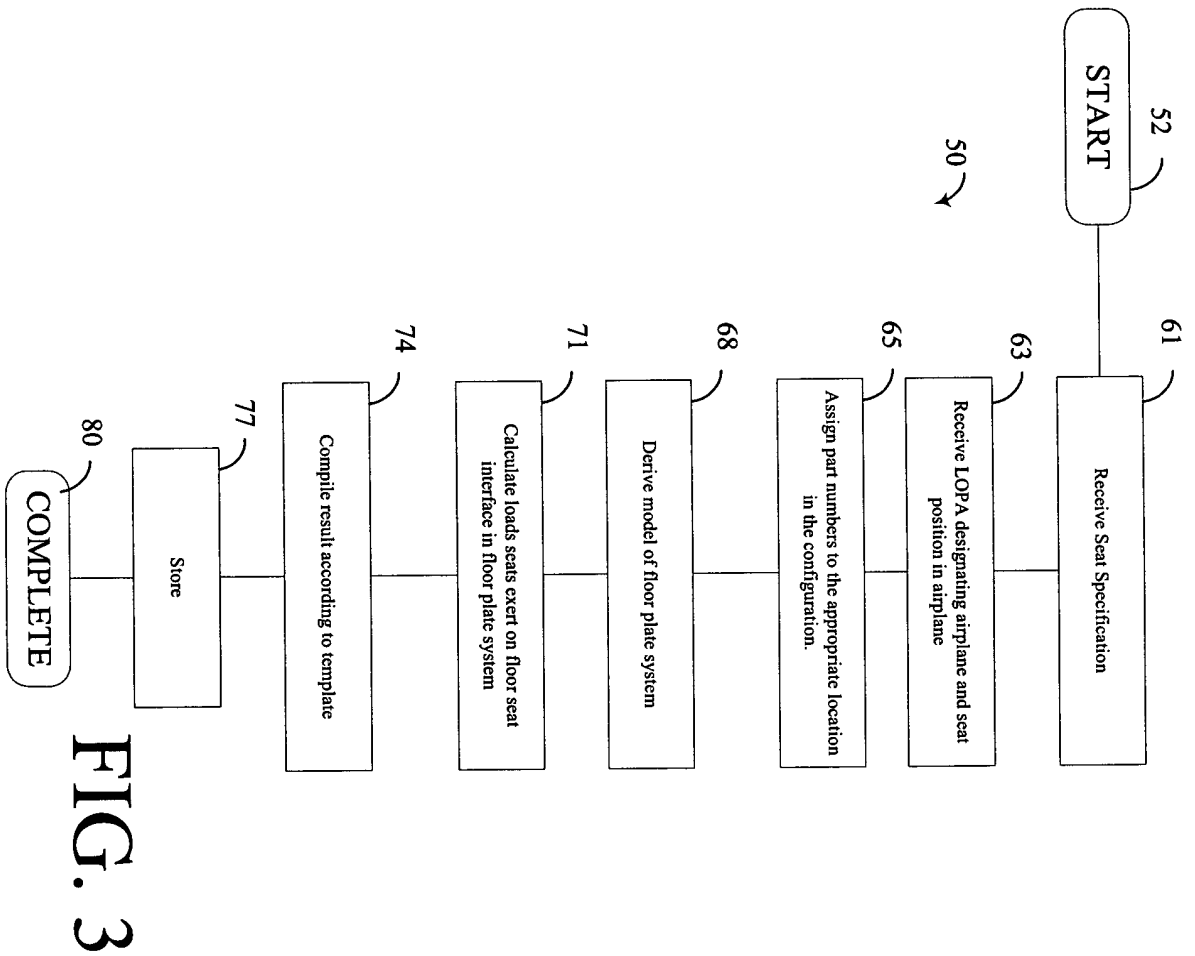 52
START
50
61
Receive Seat Specification
63
Receive LOPA designating airplane and seat
position in airplane
65
Assign part numbers to the appropriate location
in the configuration.
68
Derive model of floor plate system
71
Calculate loads seats exert on floor seat
interface in floor plate system
74
Compile result according to template
77
Store
80
COMPLETE
FIG. 3